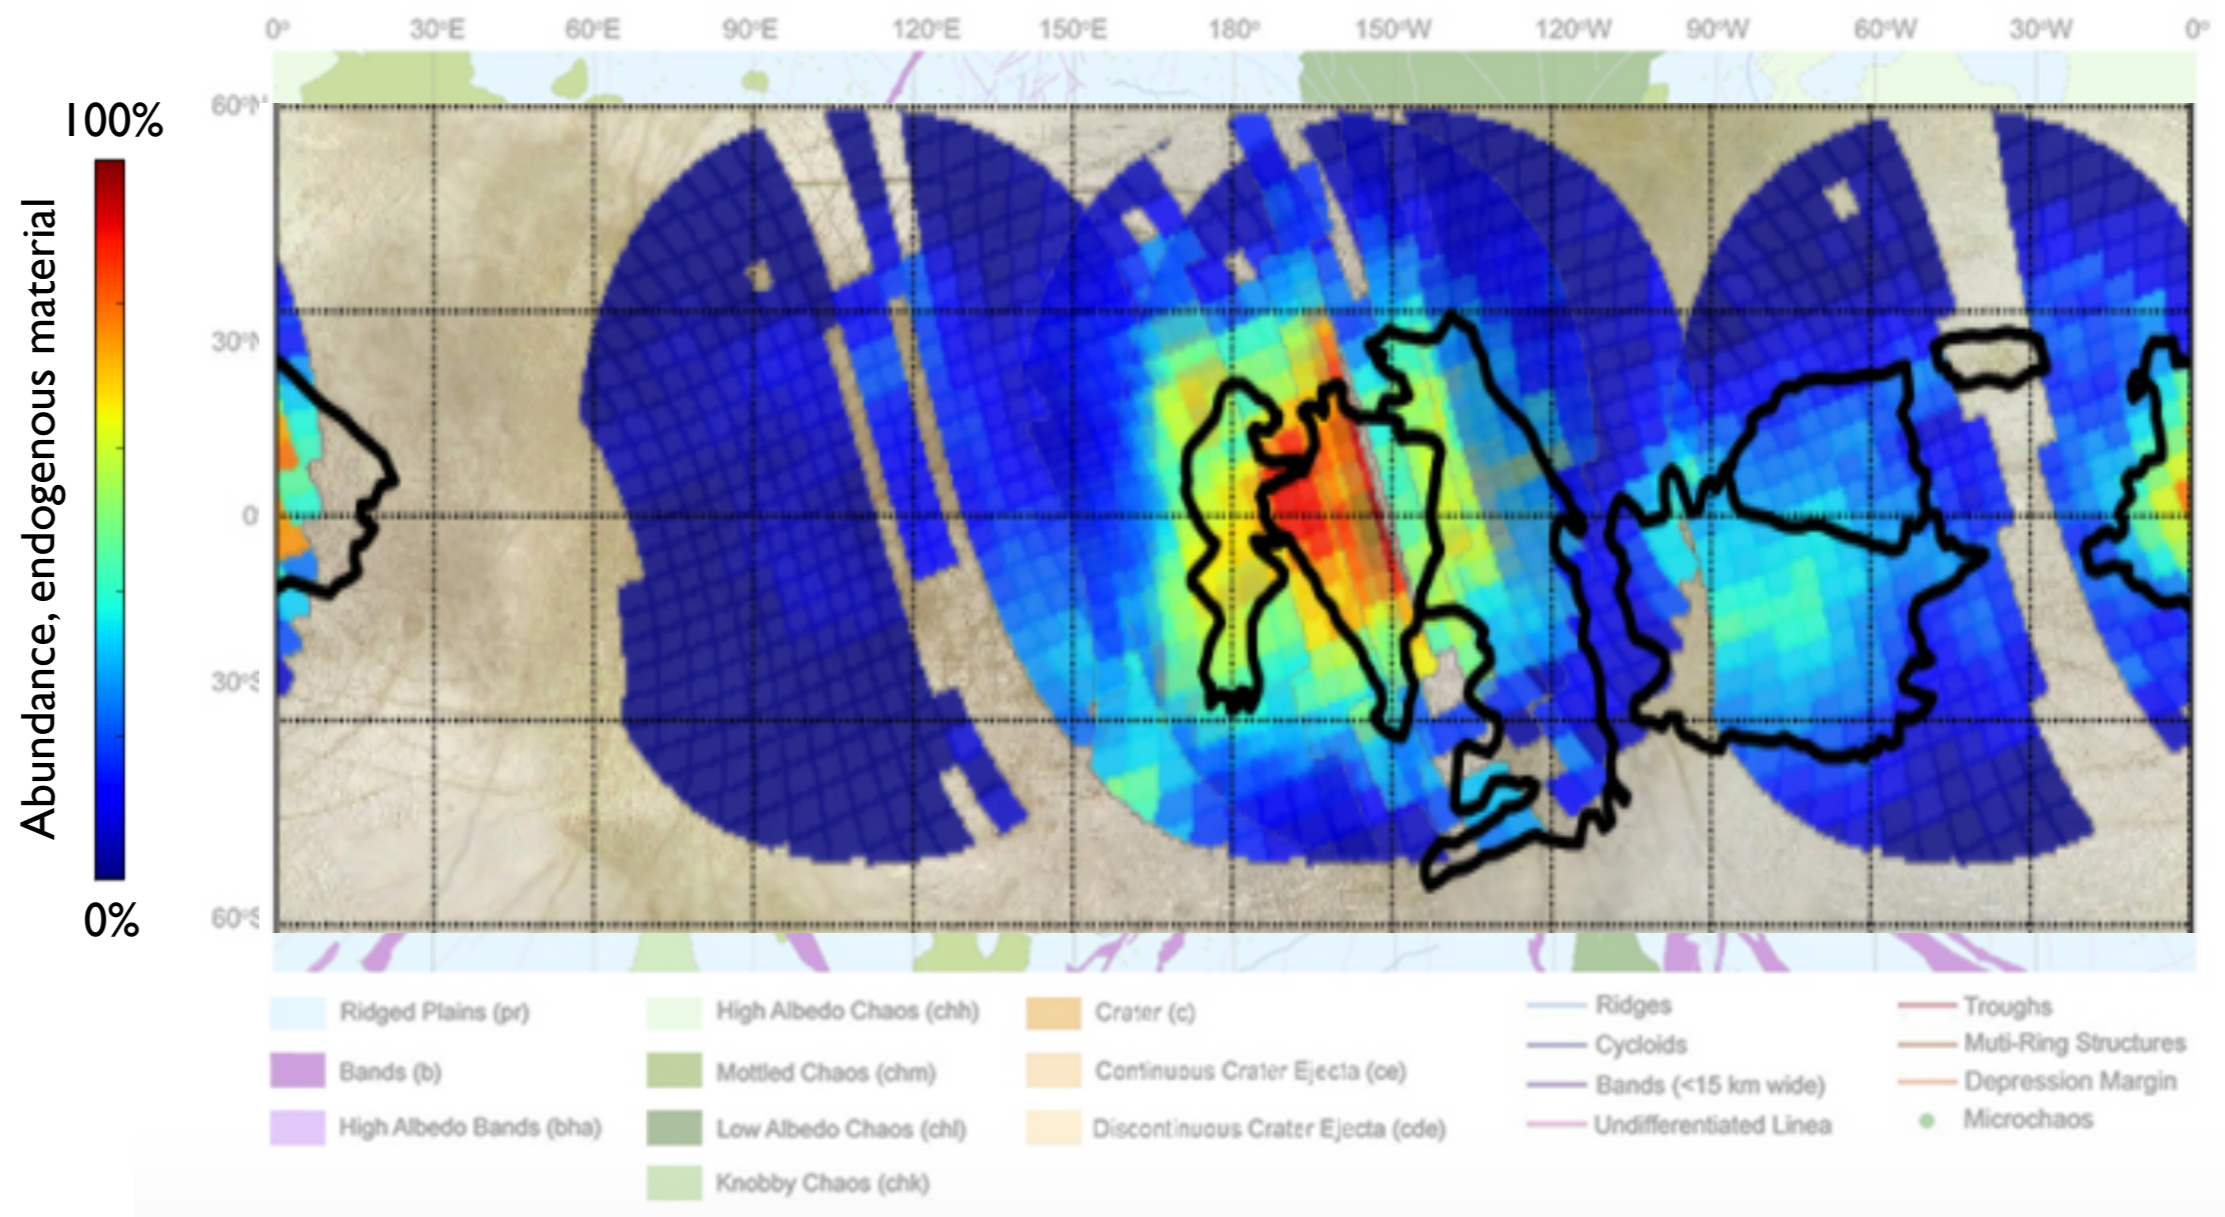 0° 30°E 60°E 90°E 120°E 150°E 180° 150°W 120°W 90°W 60°W 30°W 0°
60°N
100%
30°N
Abundance, endogenous material
0
30°S
0%
60°S
Ridged Plains (pr)
Bands (b)
High Albedo Bands (bha)
High Albedo Chaos (chh)
Mottled Chaos (chm)
Low Albedo Chaos (chl)
Knobby Chaos (chk)
Crater (c)
Continuous Crater Ejecta (ce)
Discontinuous Crater Ejecta (cde)
Ridges
Cycloids
Bands (<15 km wide)
Undifferentiated Linea
Troughs
Muti-Ring Structures
Depression Margin
Microchaos